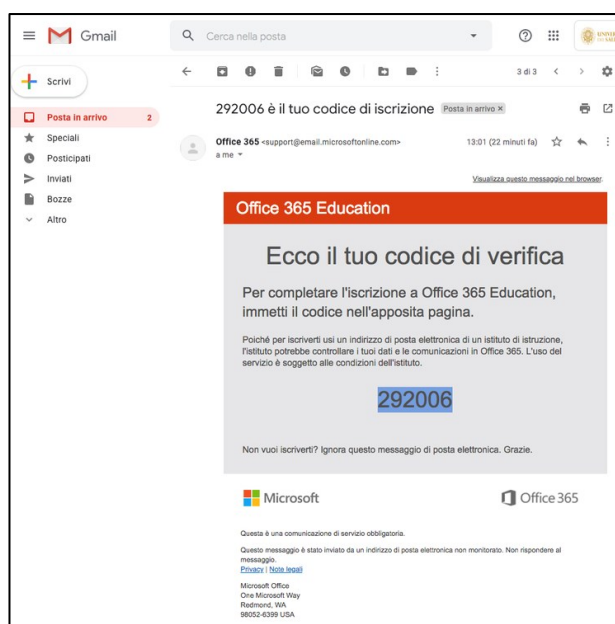 Gmail
Cerca nella posta
Scrivi
3 di 3
Posta in arrivo 2
Speciali
Posticipati
Inviati
Bozze
Altro
292006 è il tuo codice di iscrizione Posta in arrivo ×
Office 365 <support@email.microsoftonline.com> 13:01 (22 minuti fa)
a me
Visualizza questo messaggio nel browser.
Office 365 Education
Ecco il tuo codice di verifica
Per completare l'iscrizione a Office 365 Education,
immetti il codice nell'apposita pagina.
Poiché per iscriverti usi un indirizzo di posta elettronica di un istituto di istruzione,
l'istituto potrebbe controllare i tuoi dati e le comunicazioni in Office 365. L'uso del
servizio è soggetto alle condizioni dell'istituto.
292006
Non vuoi iscriverti? Ignora questo messaggio di posta elettronica. Grazie.
Microsoft Office 365
Questa è una comunicazione di servizio obbligatoria.
Questo messaggio è stato inviato da un indirizzo di posta elettronica non monitorato. Non rispondere al
messaggio.
Privacy | Note legali
Microsoft Office
One Microsoft Way
Redmond, WA
98052-6399 USA